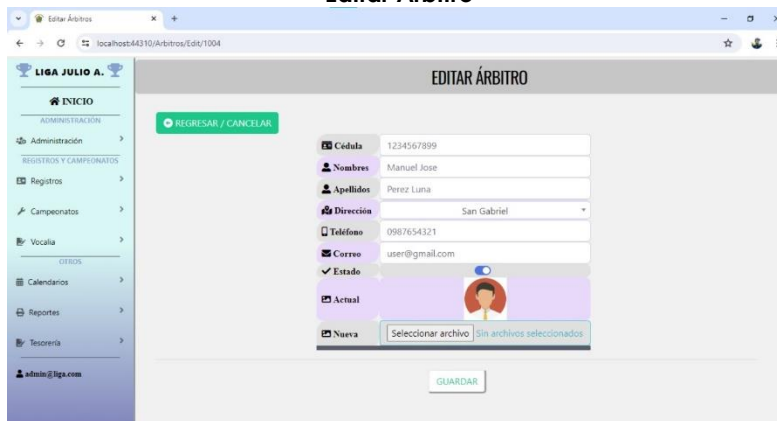 Editar Árbitro
Editar Árbitros
localhost:44310/Arbitros/Edit/1004
LIGA JULIO A.
EDITAR ÁRBITRO
INICIO
ADMINISTRACIÓN
REGRESAR / CANCELAR
Administración
REGISTROS Y CAMPEONATOS
Registros
Campeonatos
Vocalia
OTROS
Calendarios
Reportes
Tesorería
admin@liga.com
Cédula 1234567899
Nombres Manuel Jose
Apellidos Perez Luna
Dirección San Gabriel
Teléfono 0987654321
Correo user@gmail.com
Estado
Actual
Nueva Seleccionar archivo Sin archivos seleccionados
GUARDAR